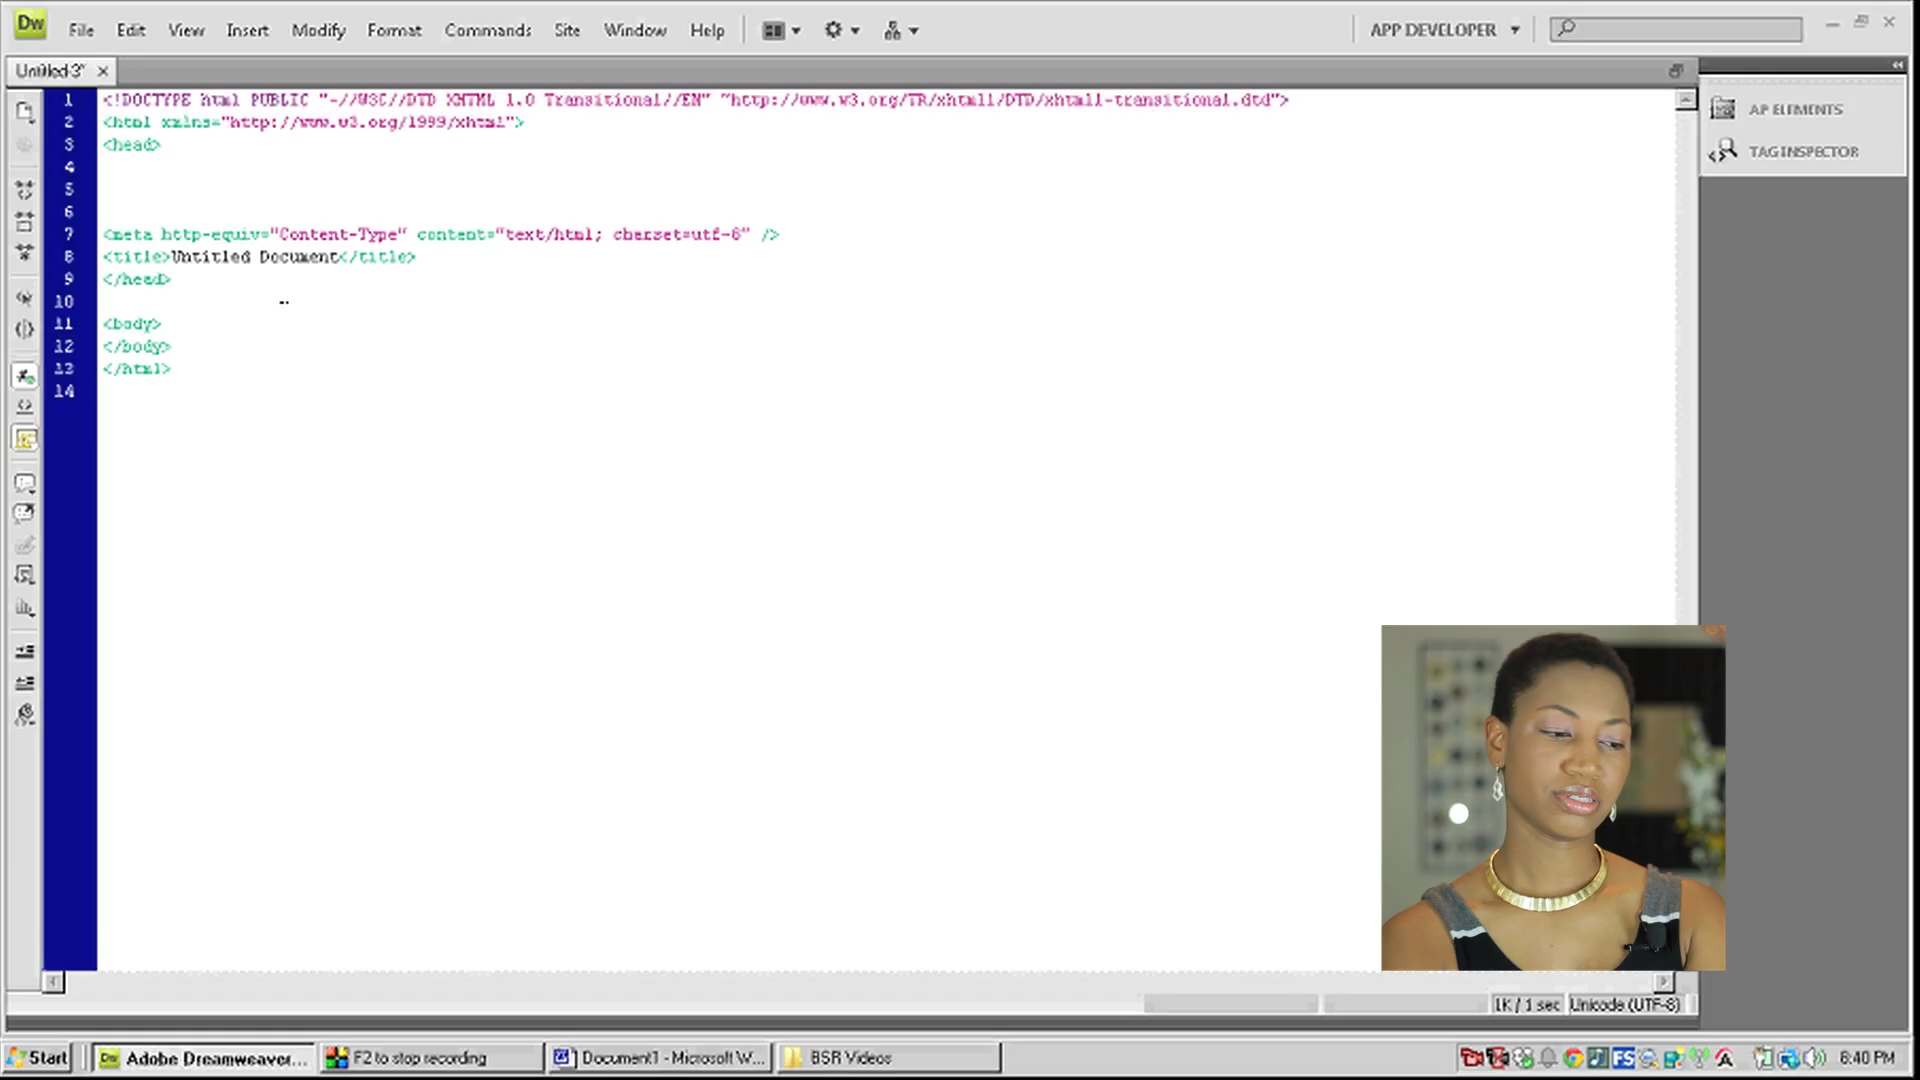 Dw File Edit View Insert Modify Format Commands Site Window Help APP DEVELOPER
Untitled-3*
1 <!DOCTYPE html PUBLIC "-//W3C//DTD XHTML 1.0 Transitional//EN" "http://www.w3.org/TR/xhtml1/DTD/xhtml1-transitional.dtd">
2 <html xmlns="http://www.w3.org/1999/xhtml">
3 <head>
4
5
6
7 <meta http-equiv="Content-Type" content="text/html; charset=utf-8" />
8 <title>Untitled Document</title>
9 </head>
10
11 <body>
12 </body>
13 </html>
14
AP ELEMENTS
TAG INSPECTOR
1K / 1 sec Unicode (UTF-8)
Start Dw Adobe Dreamweaver... F2 to stop recording Document1 - Microsoft W... BSR Videos FS 6:40 PM